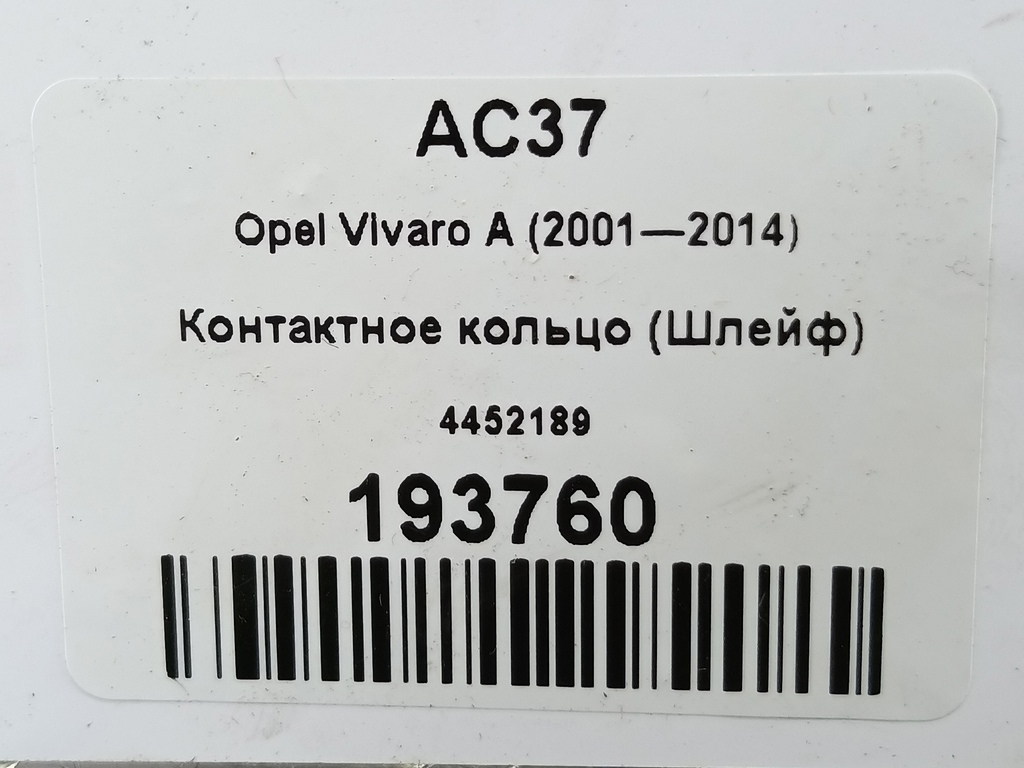 AC37
Opel Vivaro A (2001—2014)
Контактное кольцо (Шлейф)
4452189
193760